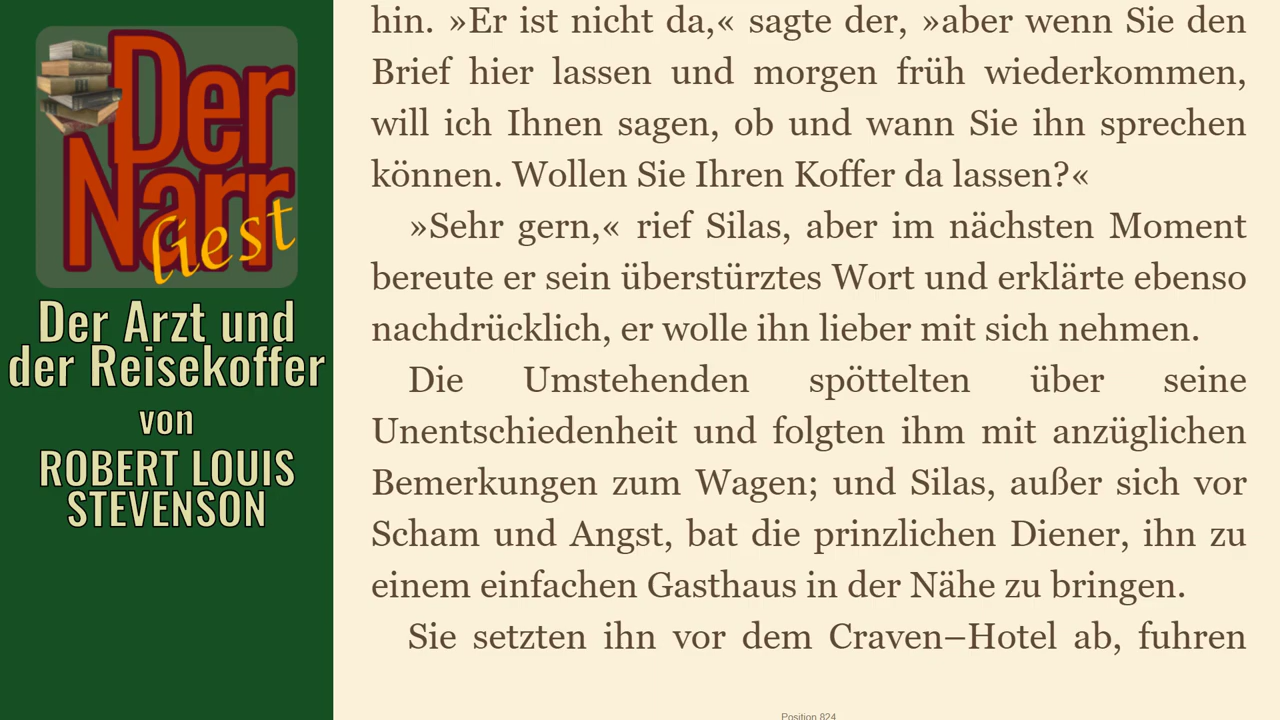 Der
Narr
liest
Der Arzt und
der Reisekoffer
von
ROBERT LOUIS
STEVENSON
hin. »Er ist nicht da,« sagte der, »aber wenn Sie den
Brief hier lassen und morgen früh wiederkommen,
will ich Ihnen sagen, ob und wann Sie ihn sprechen
können. Wollen Sie Ihren Koffer da lassen?«
»Sehr gern,« rief Silas, aber im nächsten Moment
bereute er sein überstürztes Wort und erklärte ebenso
nachdrücklich, er wolle ihn lieber mit sich nehmen.
Die Umstehenden spöttelten über seine
Unentschiedenheit und folgten ihm mit anzüglichen
Bemerkungen zum Wagen; und Silas, außer sich vor
Scham und Angst, bat die prinzlichen Diener, ihn zu
einem einfachen Gasthaus in der Nähe zu bringen.
Sie setzten ihn vor dem Craven–Hotel ab, fuhren
Position 824